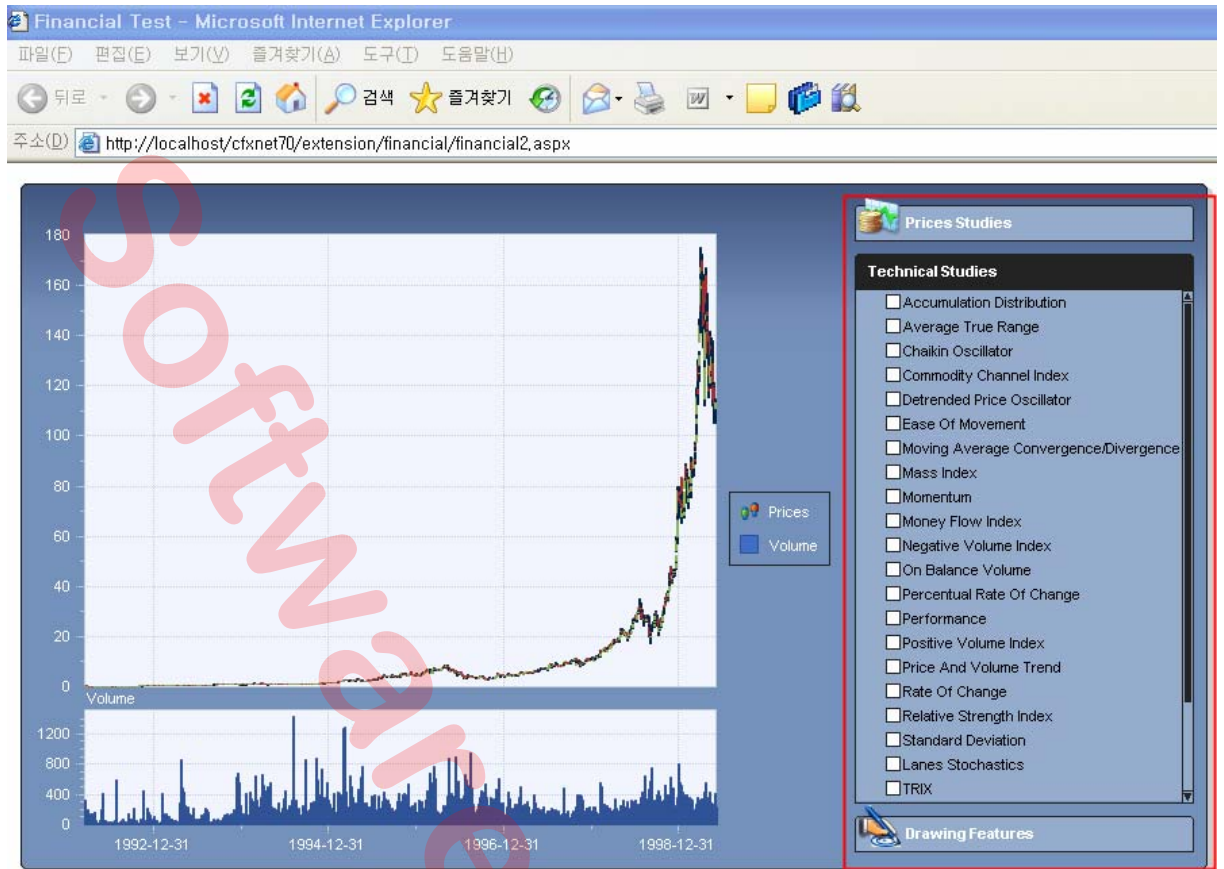 Financial Test - Microsoft Internet Explorer
파일(F) 편집(E) 보기(V) 즐겨찾기(A) 도구(T) 도움말(H)
뒤로 검색 즐겨찾기
주소(D) http://localhost/cfxnet70/extension/financial/financial2.aspx
180
160
140
120
100
80
60
40
20
0
Prices
Volume
Volume
1200
800
400
0
1992-12-31 1994-12-31 1996-12-31 1998-12-31
Prices Studies
Technical Studies
Accumulation Distribution
Average True Range
Chaikin Oscillator
Commodity Channel Index
Detrended Price Oscillator
Ease Of Movement
Moving Average Convergence/Divergence
Mass Index
Momentum
Money Flow Index
Negative Volume Index
On Balance Volume
Percentual Rate Of Change
Performance
Positive Volume Index
Price And Volume Trend
Rate Of Change
Relative Strength Index
Standard Deviation
Lanes Stochastics
TRIX
Drawing Features
Software